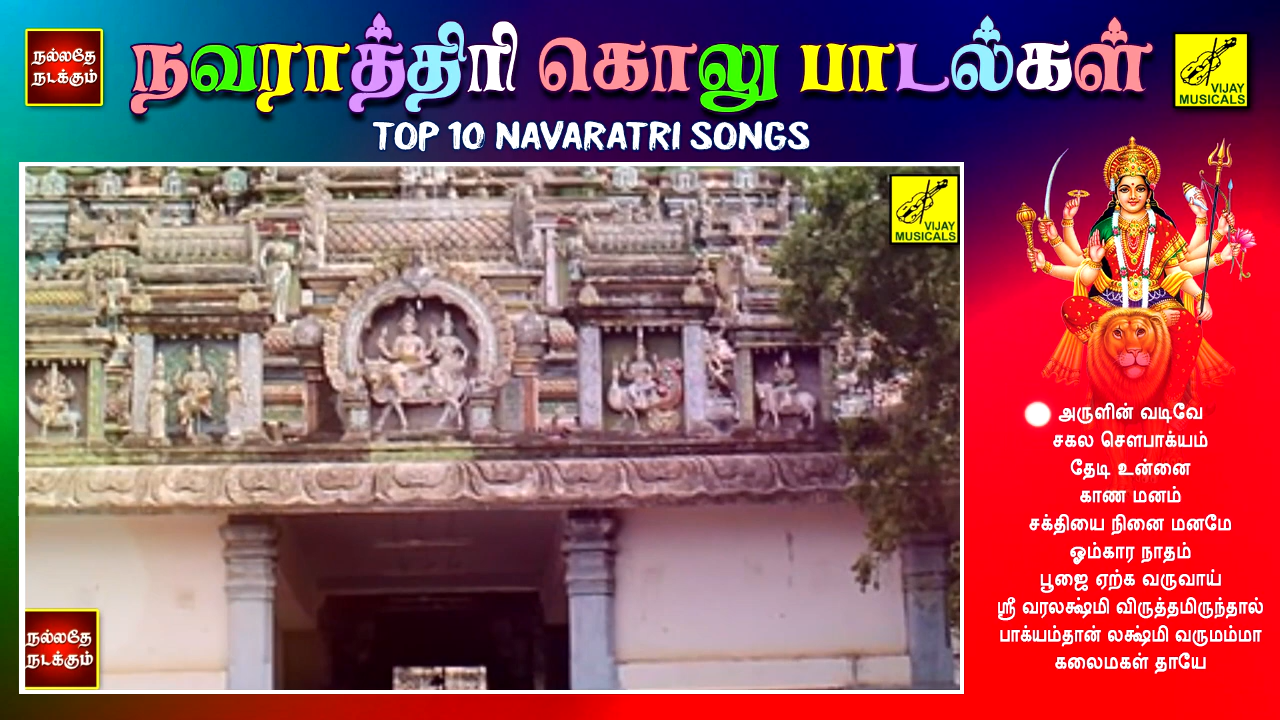 நல்லதே
நடக்கும்
நவராத்திரி கொலு பாடல்கள்
VIJAY
MUSICALS
TOP 10 NAVARATRI SONGS
VIJAY
MUSICALS
அருளின் வடிவே
சகல சௌபாக்யம்
தேடி உன்னை
காண மனம்
சக்தியை நினை மனமே
ஓம்கார நாதம்
பூஜை ஏற்க வருவாய்
ஸ்ரீ வரலக்ஷ்மி விருத்தமிருந்தால்
பாக்யம்தான் லக்ஷ்மி வருமம்மா
கலைமகள் தாயே
நல்லதே
நடக்கும்